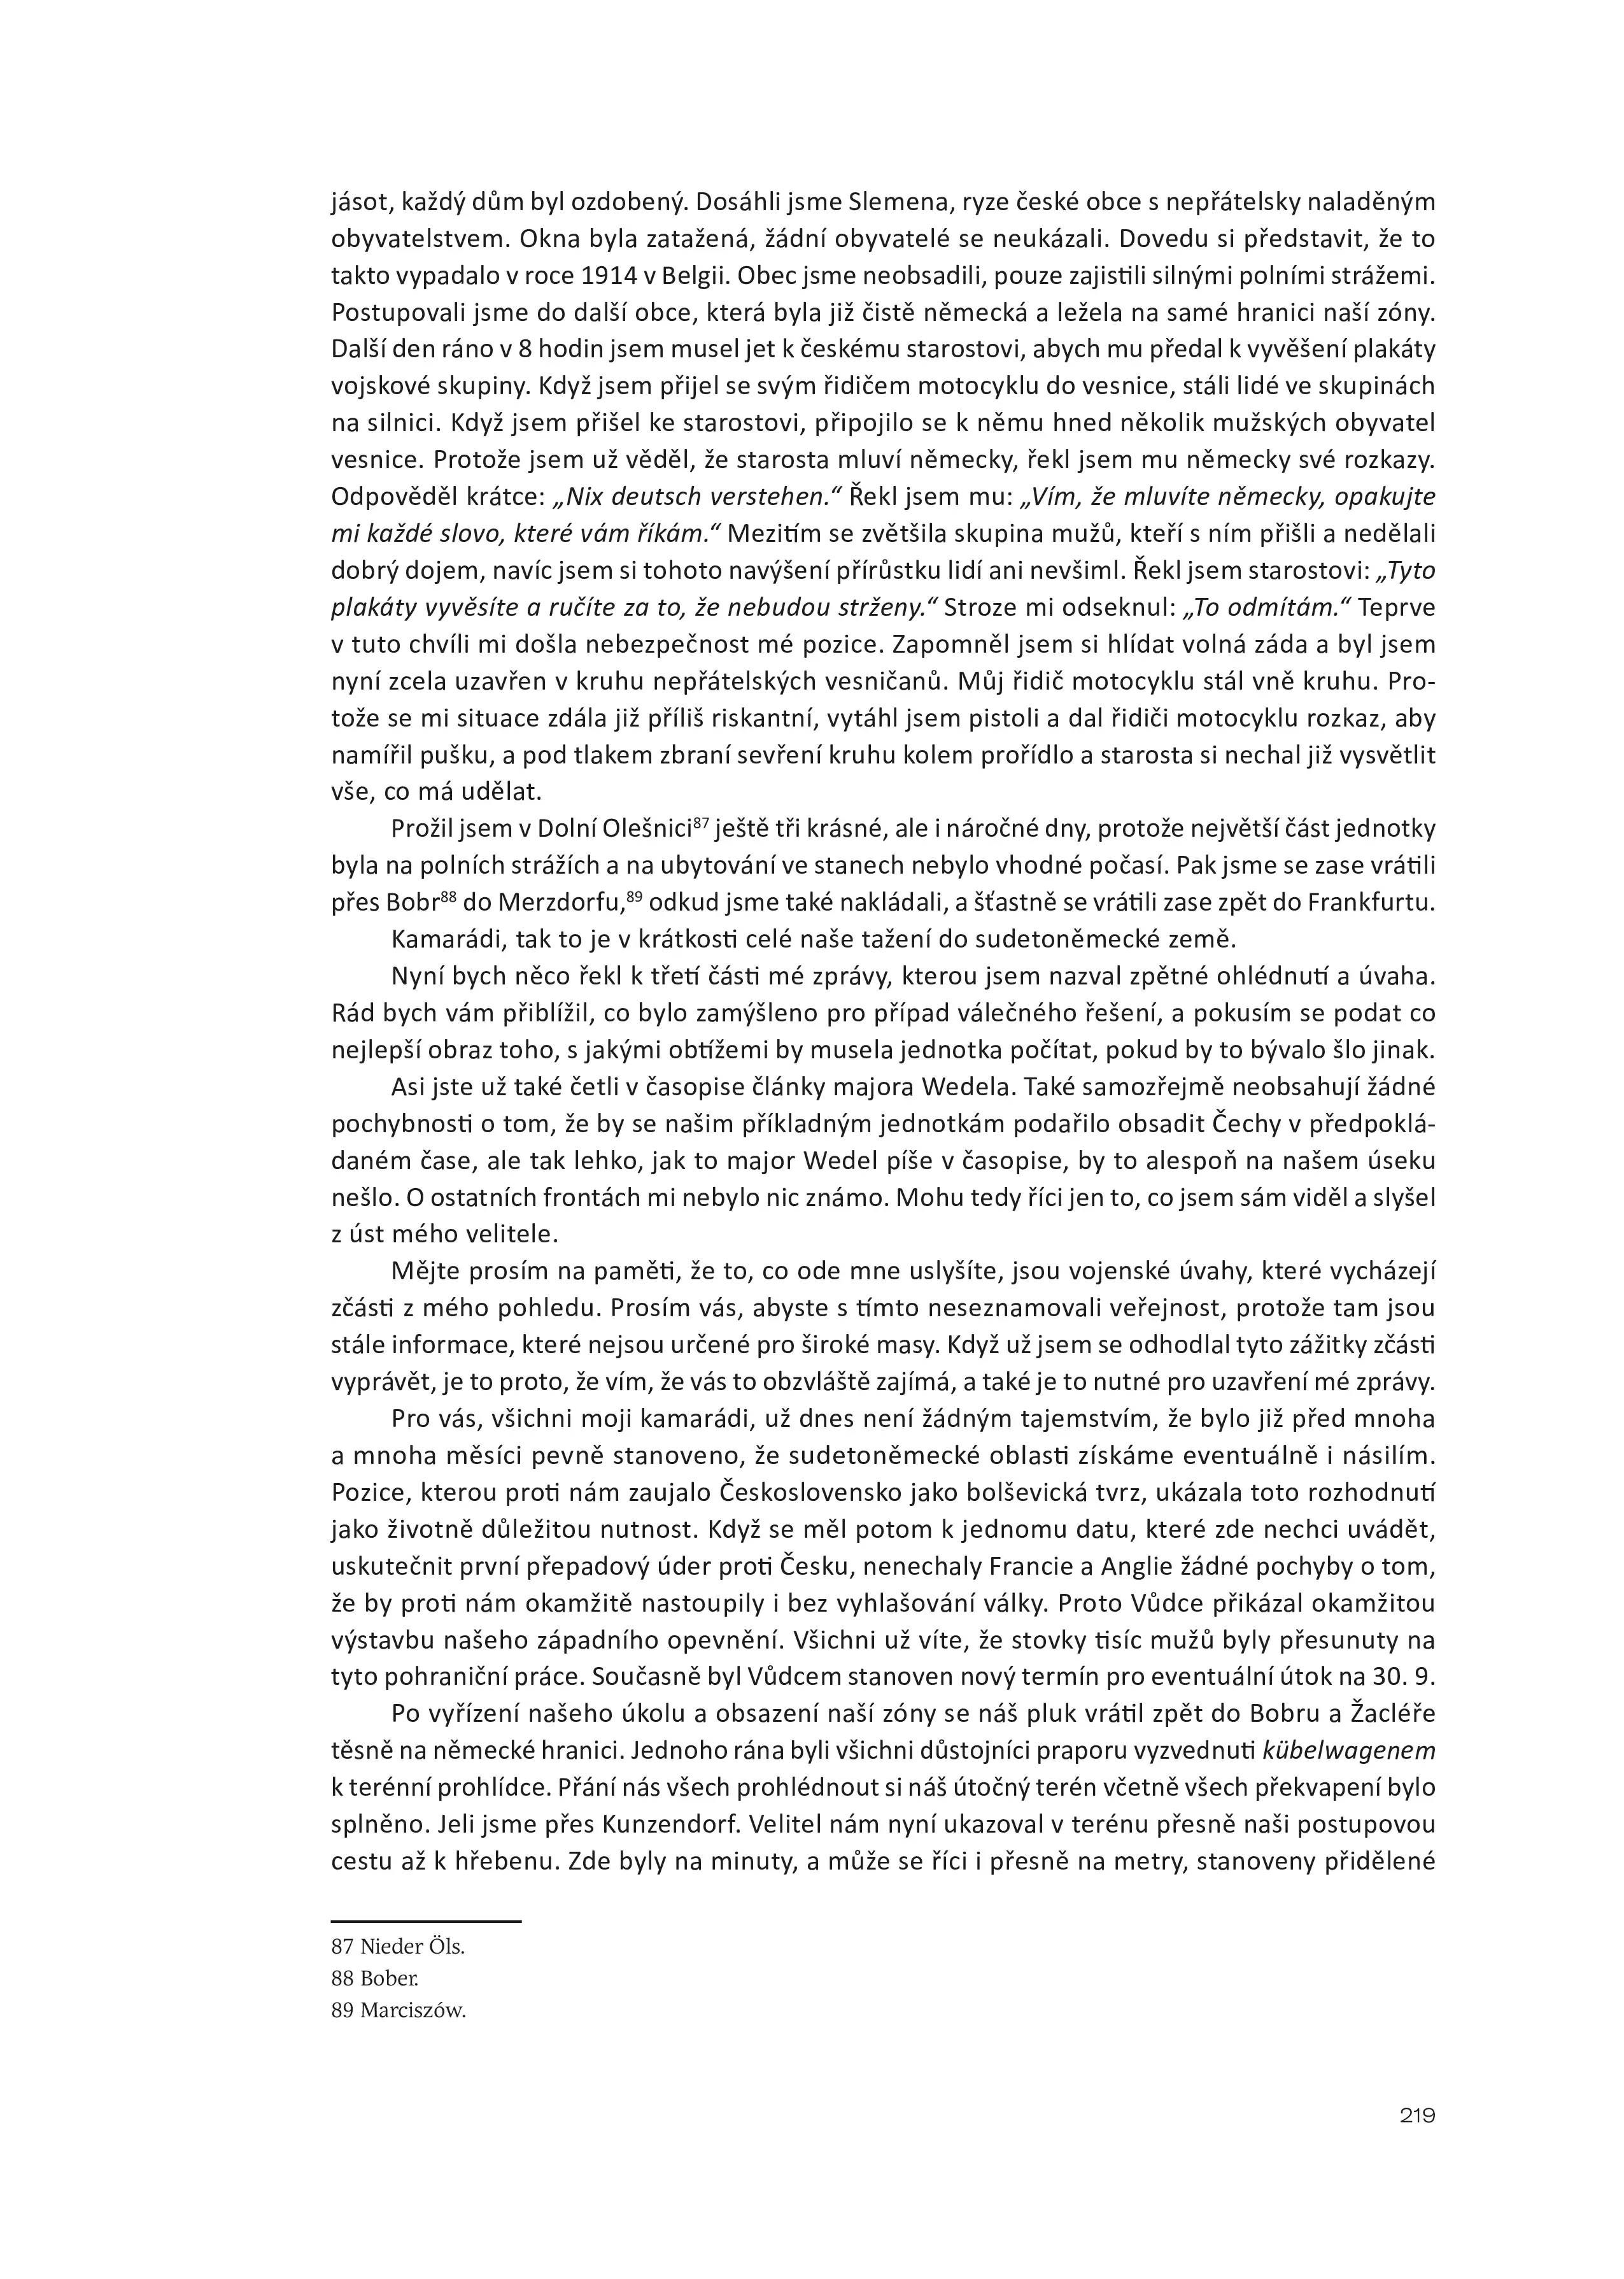 jásot, každý dům byl ozdobený. Dosáhli jsme Slemena, ryze české obce s nepřátelsky naladěným
obyvatelstvem. Okna byla zatažená, žádní obyvatelé se neukázali. Dovedu si představit, že to
takto vypadalo v roce 1914 v Belgii. Obec jsme neobsadili, pouze zajistili silnými polními strážemi.
Postupovali jsme do další obce, která byla již čistě německá a ležela na samé hranici naší zóny.
Další den ráno v 8 hodin jsem musel jet k českému starostovi, abych mu předal k vyvěšení plakáty
vojskové skupiny. Když jsem přijel se svým řidičem motocyklu do vesnice, stáli lidé ve skupinách
na silnici. Když jsem přišel ke starostovi, připojilo se k němu hned několik mužských obyvatel
vesnice. Protože jsem už věděl, že starosta mluví německy, řekl jsem mu německy své rozkazy.
Odpověděl krátce: „Nix deutsch verstehen.“ Řekl jsem mu: „Vím, že mluvíte německy, opakujte
mi každé slovo, které vám říkám.“ Mezitím se zvětšila skupina mužů, kteří s ním přišli a nedělali
dobrý dojem, navíc jsem si tohoto navýšení přírůstku lidí ani nevšiml. Řekl jsem starostovi: „Tyto
plakáty vyvěsíte a ručíte za to, že nebudou strženy.“ Stroze mi odseknul: „To odmítám.“ Teprve
v tuto chvíli mi došla nebezpečnost mé pozice. Zapomněl jsem si hlídat volná záda a byl jsem
nyní zcela uzavřen v kruhu nepřátelských vesničanů. Můj řidič motocyklu stál vně kruhu. Pro-
tože se mi situace zdála již příliš riskantní, vytáhl jsem pistoli a dal řidiči motocyklu rozkaz, aby
namířil pušku, a pod tlakem zbraní sevření kruhu kolem prořídlo a starosta si nechal již vysvětlit
vše, co má udělat.
Prožil jsem v Dolní Olešnici87 ještě tři krásné, ale i náročné dny, protože největší část jednotky
byla na polních strážích a na ubytování ve stanech nebylo vhodné počasí. Pak jsme se zase vrátili
přes Bobr88 do Merzdorfu,89 odkud jsme také nakládali, a šťastně se vrátili zase zpět do Frankfurtu.
Kamarádi, tak to je v krátkosti celé naše tažení do sudetoněmecké země.
Nyní bych něco řekl k třetí části mé zprávy, kterou jsem nazval zpětné ohlédnutí a úvaha.
Rád bych vám přiblížil, co bylo zamýšleno pro případ válečného řešení, a pokusím se podat co
nejlepší obraz toho, s jakými obtížemi by musela jednotka počítat, pokud by to bývalo šlo jinak.
Asi jste už také četli v časopise články majora Wedela. Také samozřejmě neobsahují žádné
pochybnosti o tom, že by se našim příkladným jednotkám podařilo obsadit Čechy v předpoklá-
daném čase, ale tak lehko, jak to major Wedel píše v časopise, by to alespoň na našem úseku
nešlo. O ostatních frontách mi nebylo nic známo. Mohu tedy říci jen to, co jsem sám viděl a slyšel
z úst mého velitele.
Mějte prosím na paměti, že to, co ode mne uslyšíte, jsou vojenské úvahy, které vycházejí
zčásti z mého pohledu. Prosím vás, abyste s tímto neseznamovali veřejnost, protože tam jsou
stále informace, které nejsou určené pro široké masy. Když už jsem se odhodlal tyto zážitky zčásti
vyprávět, je to proto, že vím, že vás to obzvláště zajímá, a také je to nutné pro uzavření mé zprávy.
Pro vás, všichni moji kamarádi, už dnes není žádným tajemstvím, že bylo již před mnoha
a mnoha měsíci pevně stanoveno, že sudetoněmecké oblasti získáme eventuálně i násilím.
Pozice, kterou proti nám zaujalo Československo jako bolševická tvrz, ukázala toto rozhodnutí
jako životně důležitou nutnost. Když se měl potom k jednomu datu, které zde nechci uvádět,
uskutečnit první přepadový úder proti Česku, nenechaly Francie a Anglie žádné pochyby o tom,
že by proti nám okamžitě nastoupily i bez vyhlašování války. Proto Vůdce přikázal okamžitou
výstavbu našeho západního opevnění. Všichni už víte, že stovky tisíc mužů byly přesunuty na
tyto pohraniční práce. Současně byl Vůdcem stanoven nový termín pro eventuální útok na 30. 9.
Po vyřízení našeho úkolu a obsazení naší zóny se náš pluk vrátil zpět do Bobru a Žacléře
těsně na německé hranici. Jednoho rána byli všichni důstojníci praporu vyzvednuti kübelwagenem
k terénní prohlídce. Přání nás všech prohlédnout si náš útočný terén včetně všech překvapení bylo
splněno. Jeli jsme přes Kunzendorf. Velitel nám nyní ukazoval v terénu přesně naši postupovou
cestu až k hřebenu. Zde byly na minuty, a může se říci i přesně na metry, stanoveny přidělené
87 Nieder Öls.
88 Bober.
89 Marciszów.
219